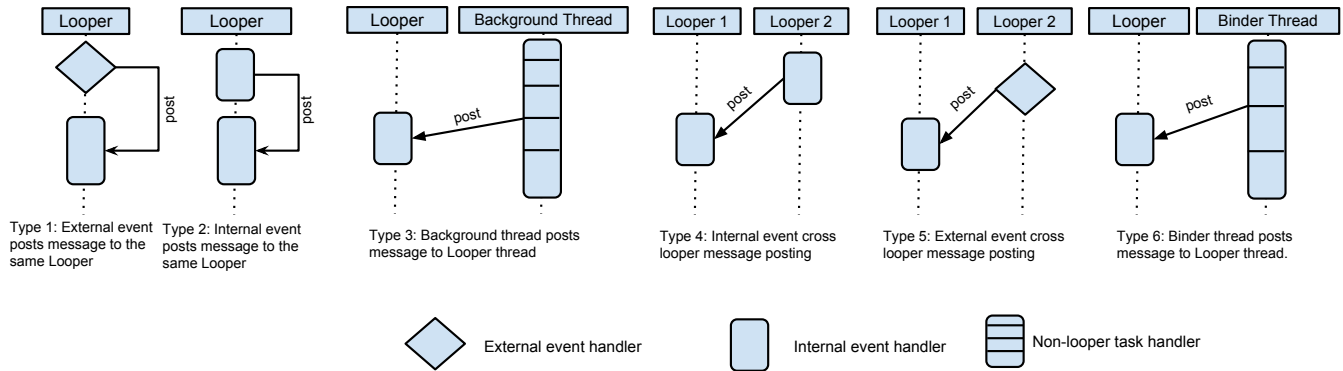 Looper
post
Type 1: External event
posts message to the
same Looper
Looper
post
Type 2: Internal event
posts message to the
same Looper
Looper
Background Thread
post
Type 3: Background thread posts
message to Looper thread
Looper 1
Looper 2
post
Type 4: Internal event cross
looper message posting
Looper 1
Looper 2
post
Type 5: External event cross
looper message posting
Looper
Binder Thread
post
Type 6: Binder thread posts
message to Looper thread.
External event handler
Internal event handler
Non-looper task handler